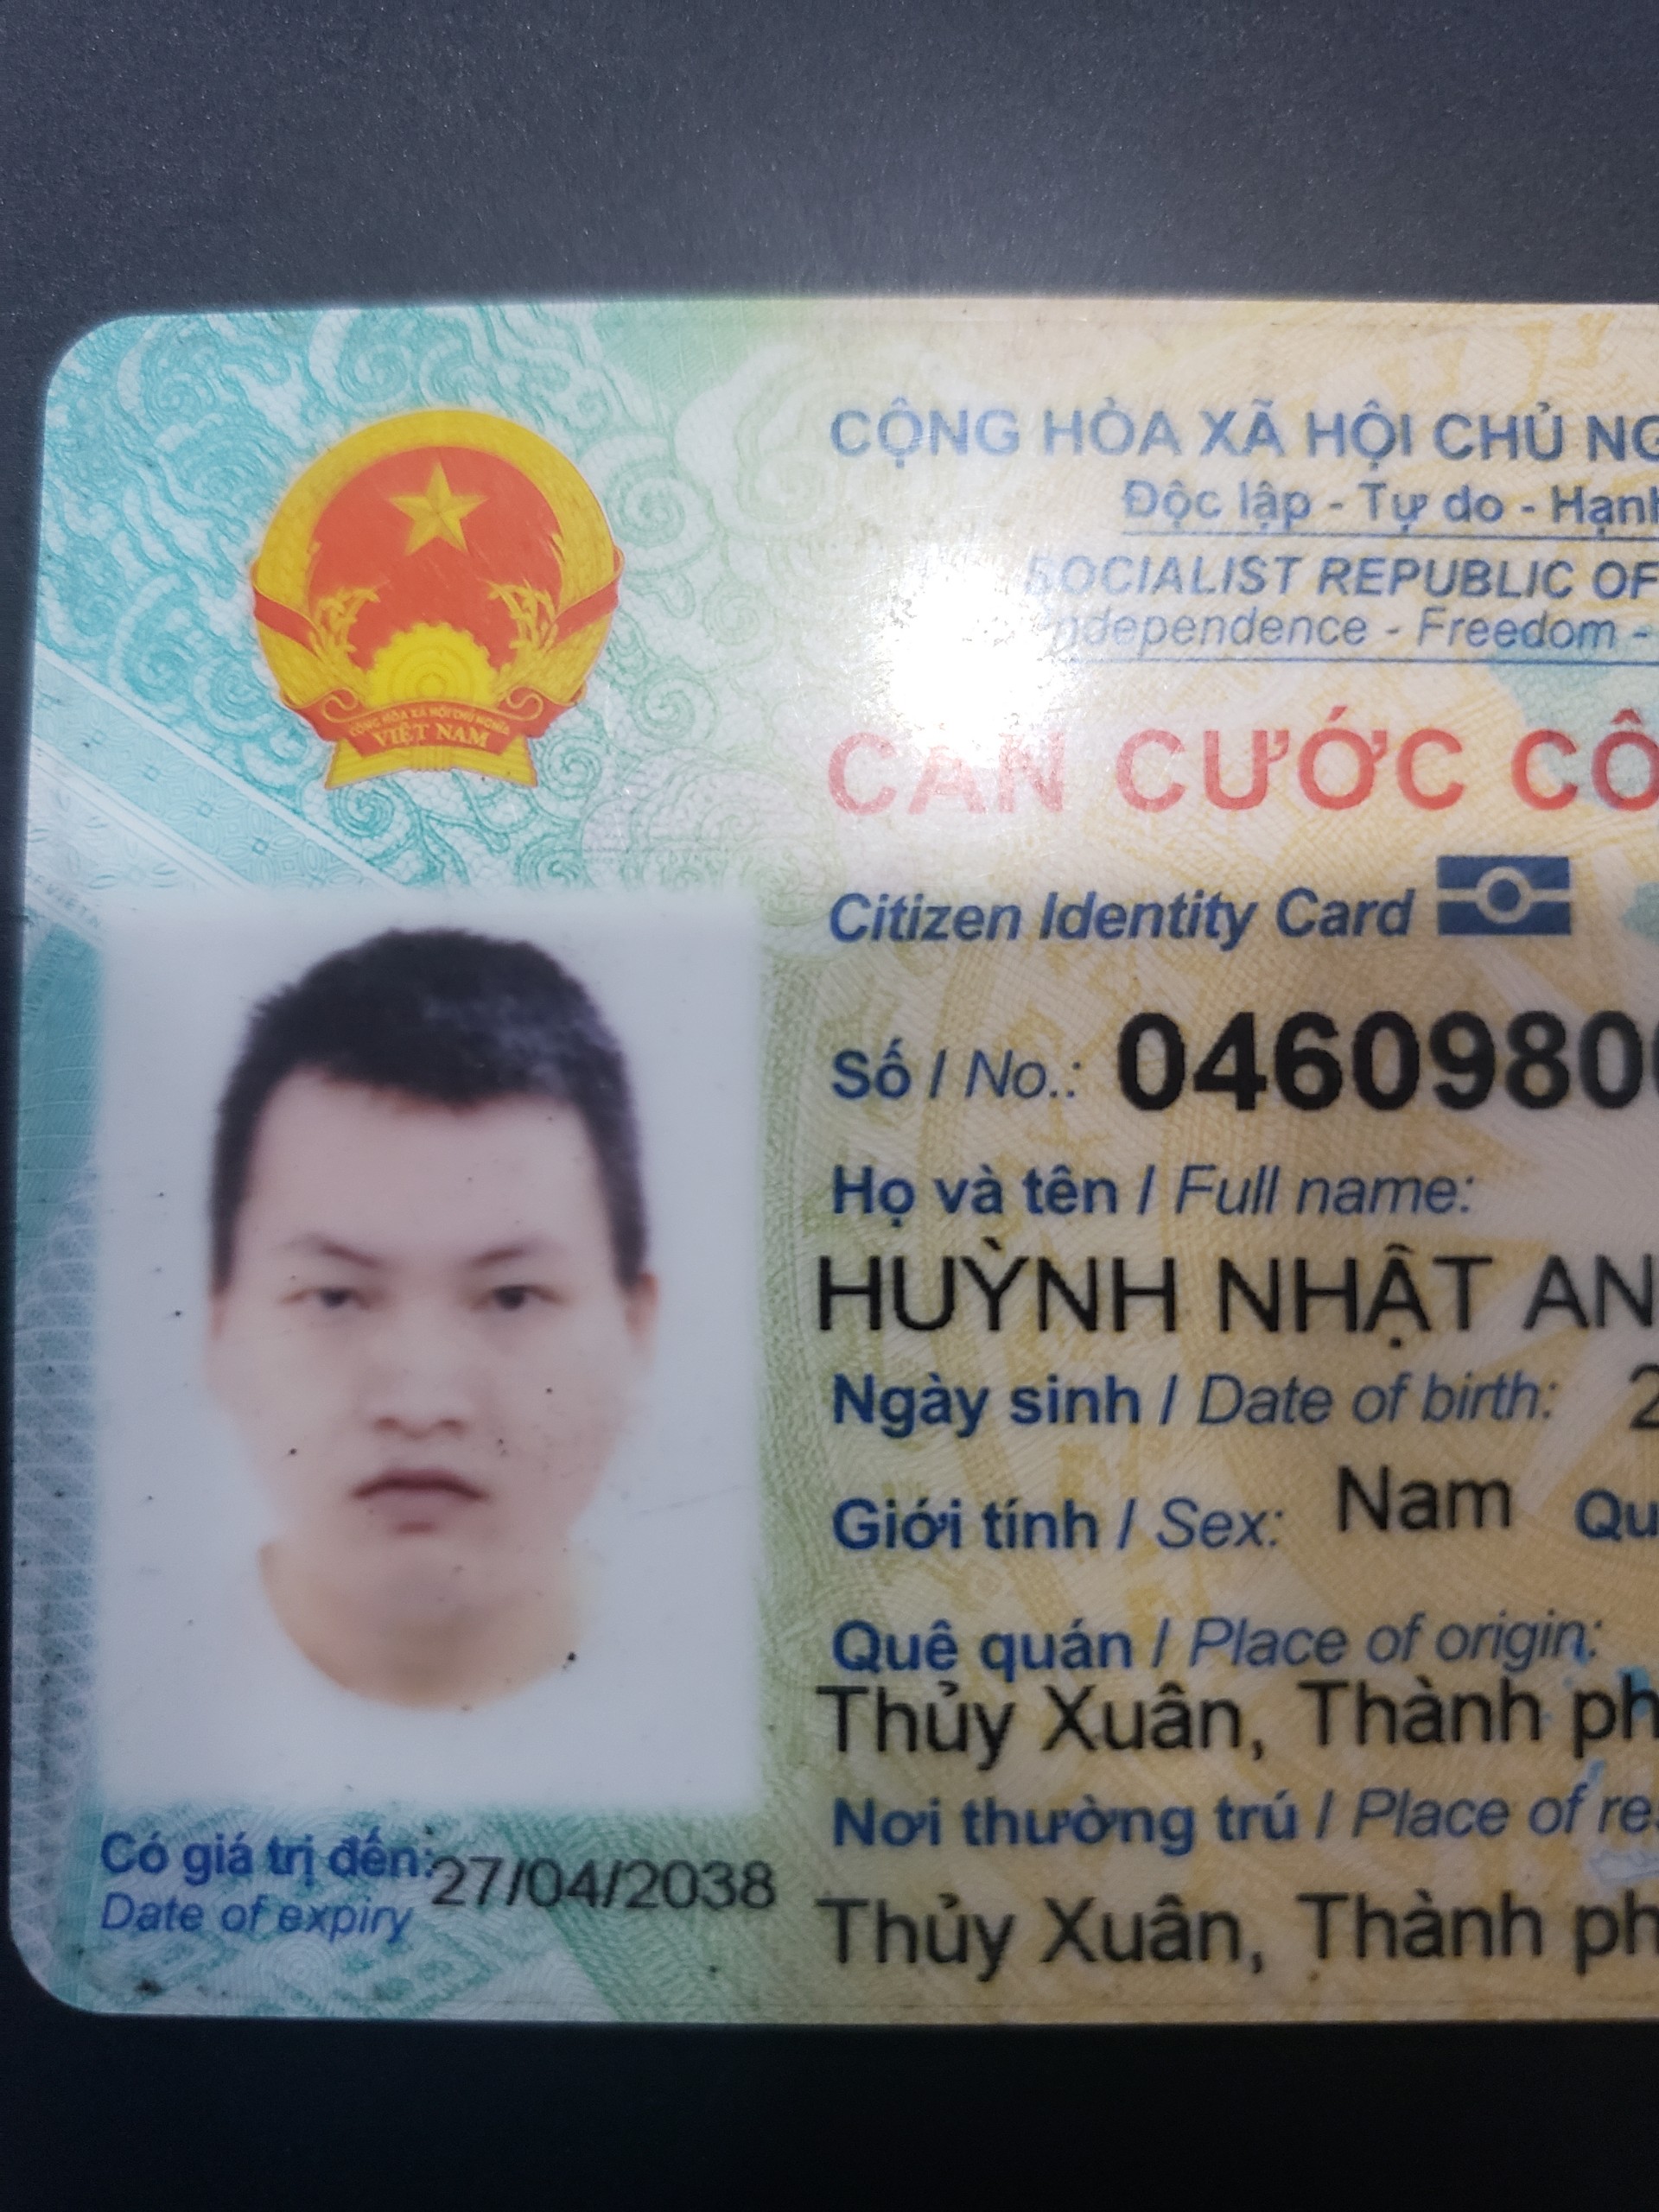 CỘNG HÒA XÃ HỘI CHỦ NG
Độc lập - Tự do - Hạnh
SOCIALIST REPUBLIC OF
Independence - Freedom -
CĂN CƯỚC CÔ
Citizen Identity Card
CỘNG HÒA XÃ HỘI CHỦ NGHĨA
VIỆT NAM
Số / No.: 04609800
Họ và tên / Full name:
HUỲNH NHẬT AN
Ngày sinh / Date of birth: 2
Giới tính / Sex: Nam Qu
Quê quán / Place of origin:
Thủy Xuân, Thành ph
Nơi thường trú / Place of re
Thủy Xuân, Thành ph
Có giá trị đến: 27/04/2038
Date of expiry